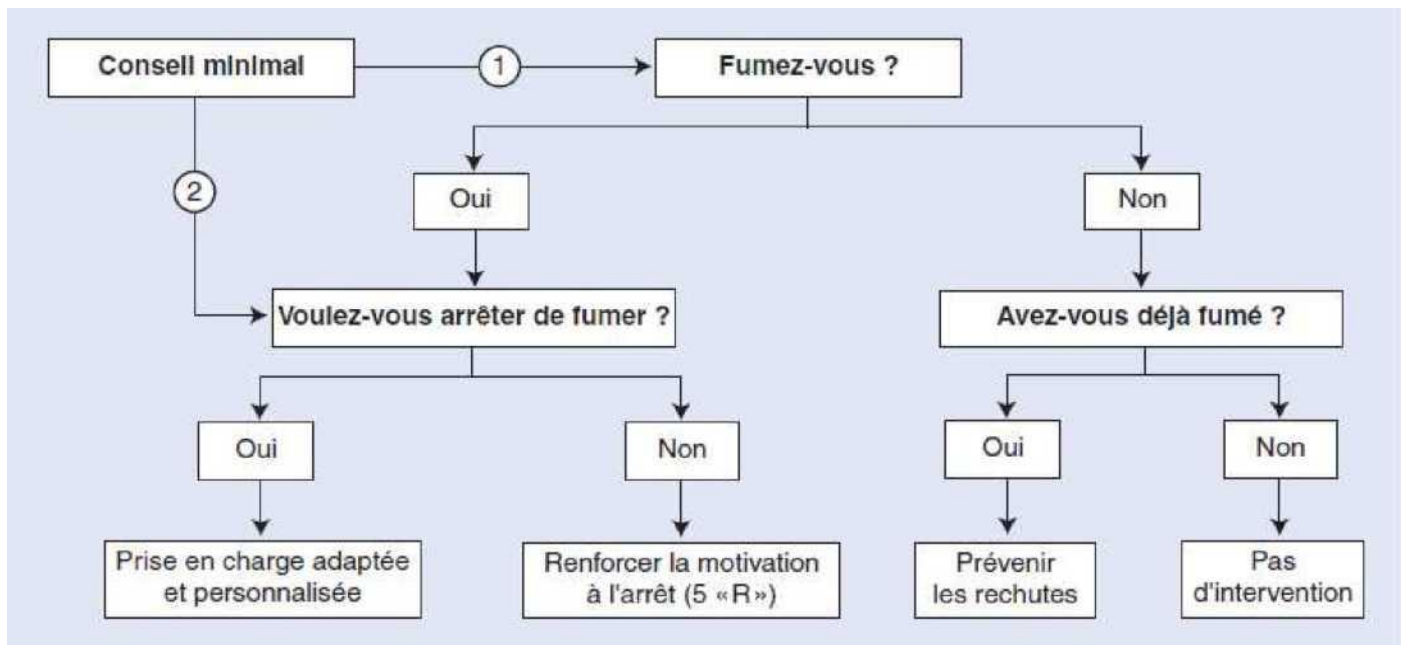 Conseil minimal
1
Fumez-vous ?
2
Oui
Non
Voulez-vous arrêter de fumer ?
Avez-vous déjà fumé ?
Oui
Non
Oui
Non
Prise en charge adaptée
et personnalisée
Renforcer la motivation
à l'arrêt (5 «R»)
Prévenir
les rechutes
Pas
d'intervention